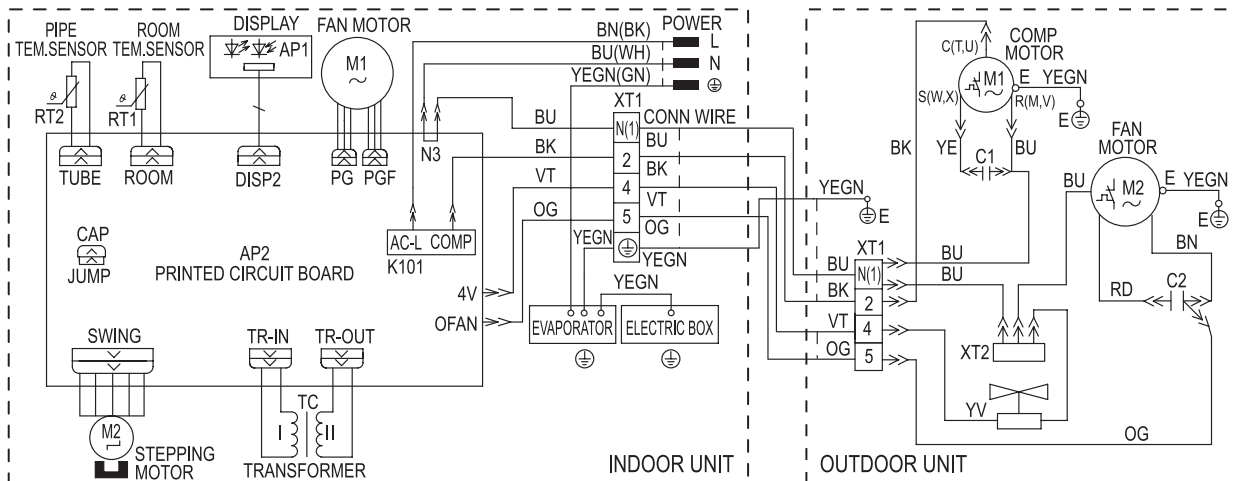 PIPE
TEM.SENSOR
ROOM
TEM.SENSOR
DISPLAY
AP1
FAN MOTOR
M1
~
POWER
BN(BK)
L
BU(WH)
N
YEGN(GN)
θ
RT2
θ
RT1
TUBE
ROOM
DISP2
PG
PGF
N3
XT1
CONN WIRE
BU
N(1)
BU
BK
2
BK
VT
4
VT
OG
5
OG
YEGN
YEGN
AC-L
COMP
K101
CAP
JUMP
AP2
PRINTED CIRCUIT BOARD
4V
OFAN
YEGN
EVAPORATOR
ELECTRIC BOX
SWING
TR-IN
TR-OUT
M2
STEPPING
MOTOR
TC
I
II
TRANSFORMER
INDOOR UNIT
C(T,U)
COMP
MOTOR
M1
~
E
YEGN
E
S(W,X)
R(M,V)
BK
YE
C1
BU
FAN
MOTOR
BU
M2
~
E
YEGN
E
YEGN
E
BN
RD
C2
XT1
BU
N(1)
BU
BU
BK
2
VT
4
OG
5
XT2
YV
OG
OUTDOOR UNIT